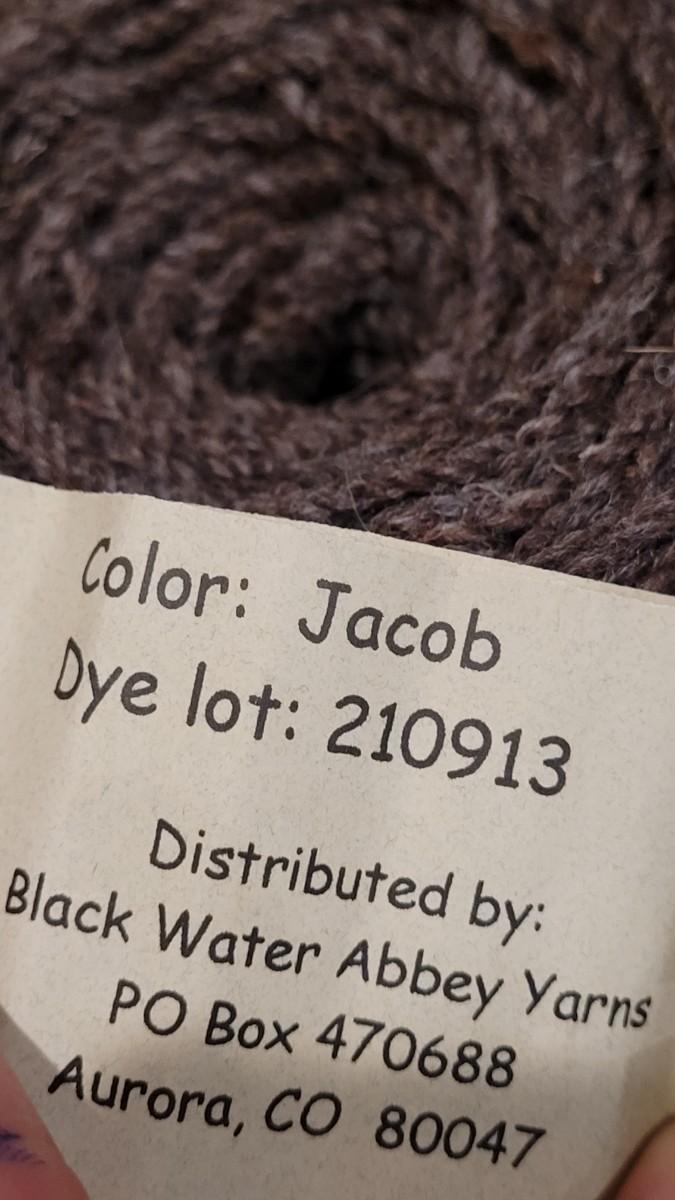 Color: Jacob
Dye lot: 210913
Distributed by:
Black Water Abbey Yarns
PO Box 470688
Aurora, CO 80047